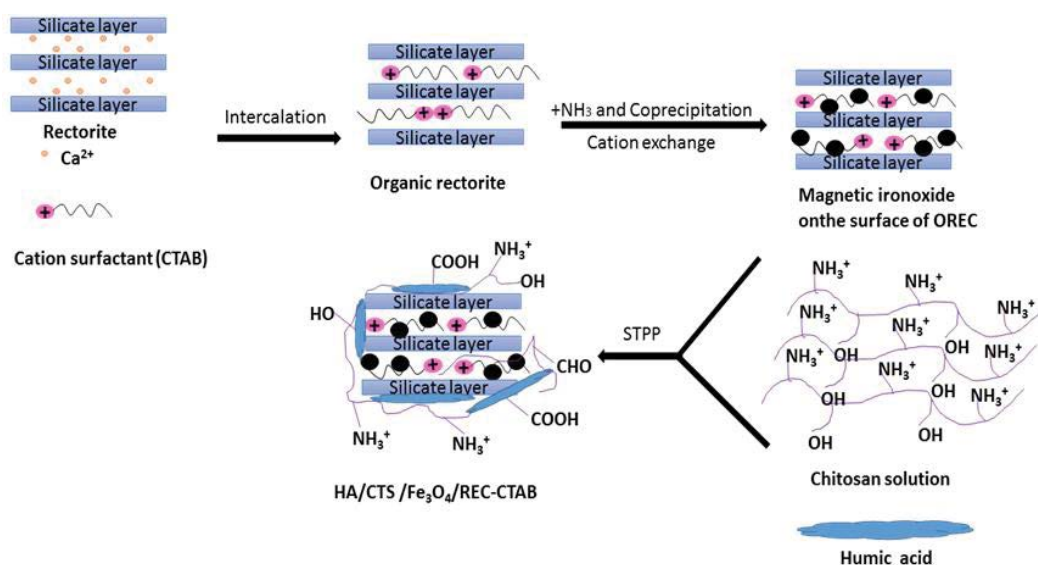 Silicate layer
Silicate layer
Silicate layer
Rectorite
Ca²⁺
+
Cation surfactant (CTAB)
Intercalation
Silicate layer
+ +
Silicate layer
+ +
Silicate layer
Organic rectorite
+NH₃ and Coprecipitation
Cation exchange
Silicate layer
+ +
Silicate layer
+ +
Silicate layer
Magnetic ironoxide
onthe surface of OREC
NH₃⁺
COOH
OH
HO
Silicate layer
+ +
Silicate layer
+ +
Silicate layer
CHO
COOH
NH₃⁺
NH₃⁺
HA/CTS /Fe₃O₄/REC-CTAB
STPP
NH₃⁺
NH₃⁺
NH₃⁺
NH₃⁺
NH₃⁺
NH₃⁺
OH
OH
NH₃⁺
NH₃⁺
OH
OH
NH₃⁺
OH
OH
Chitosan solution
Humic acid